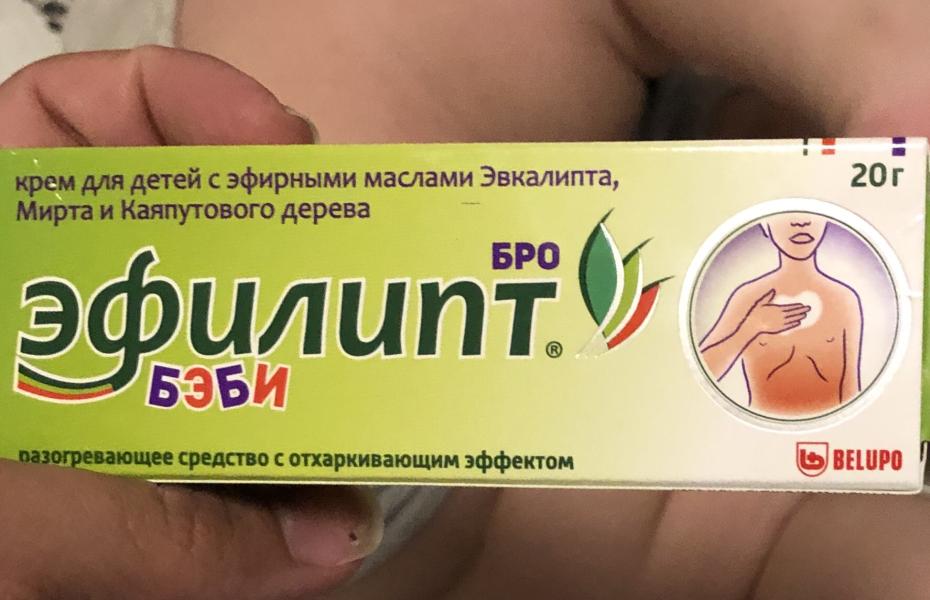 крем для детей с эфирными маслами Эвкалипта,
Мирта и Каяпутового дерева
20 г
БРО
эфилипт®
БЭБИ
разогревающее средство с отхаркивающим эффектом
BELUPO